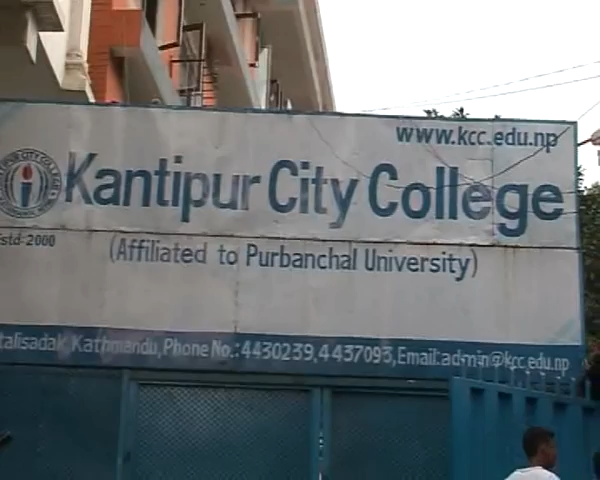 www.kcc.edu.np
Kantipur City College
Estd-2000
(Affiliated to Purbanchal University)
Kathmandu, Phone No.: 4430239, 4437093, Email: admin@kcc.edu.np